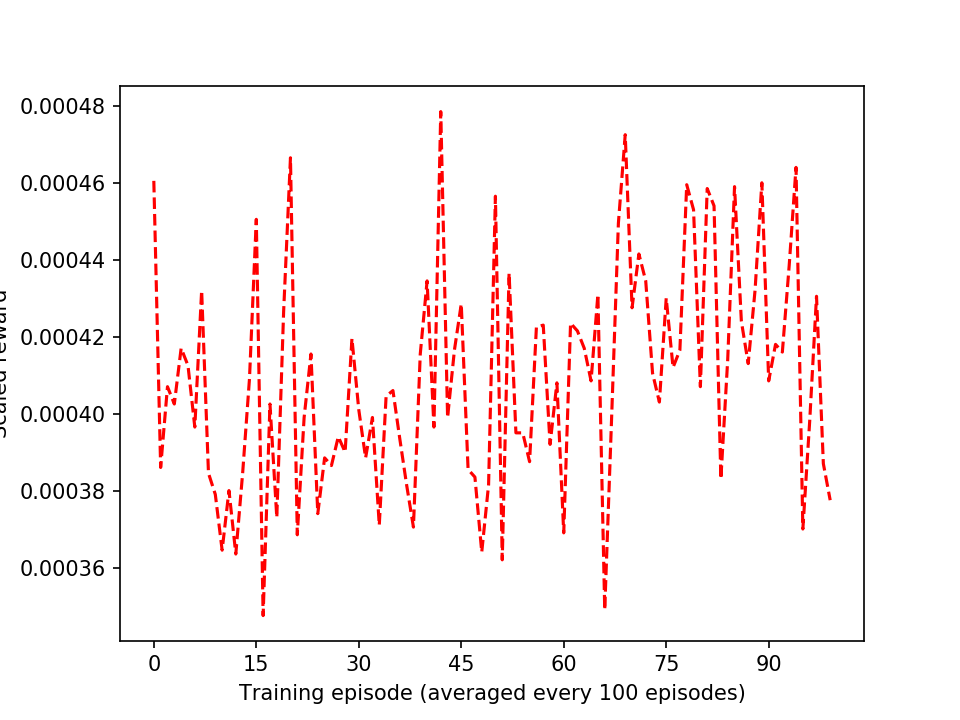 0.00048
0.00046
0.00044
0.00042
0.00040
0.00038
0.00036
Scaled reward
0 15 30 45 60 75 90
Training episode (averaged every 100 episodes)